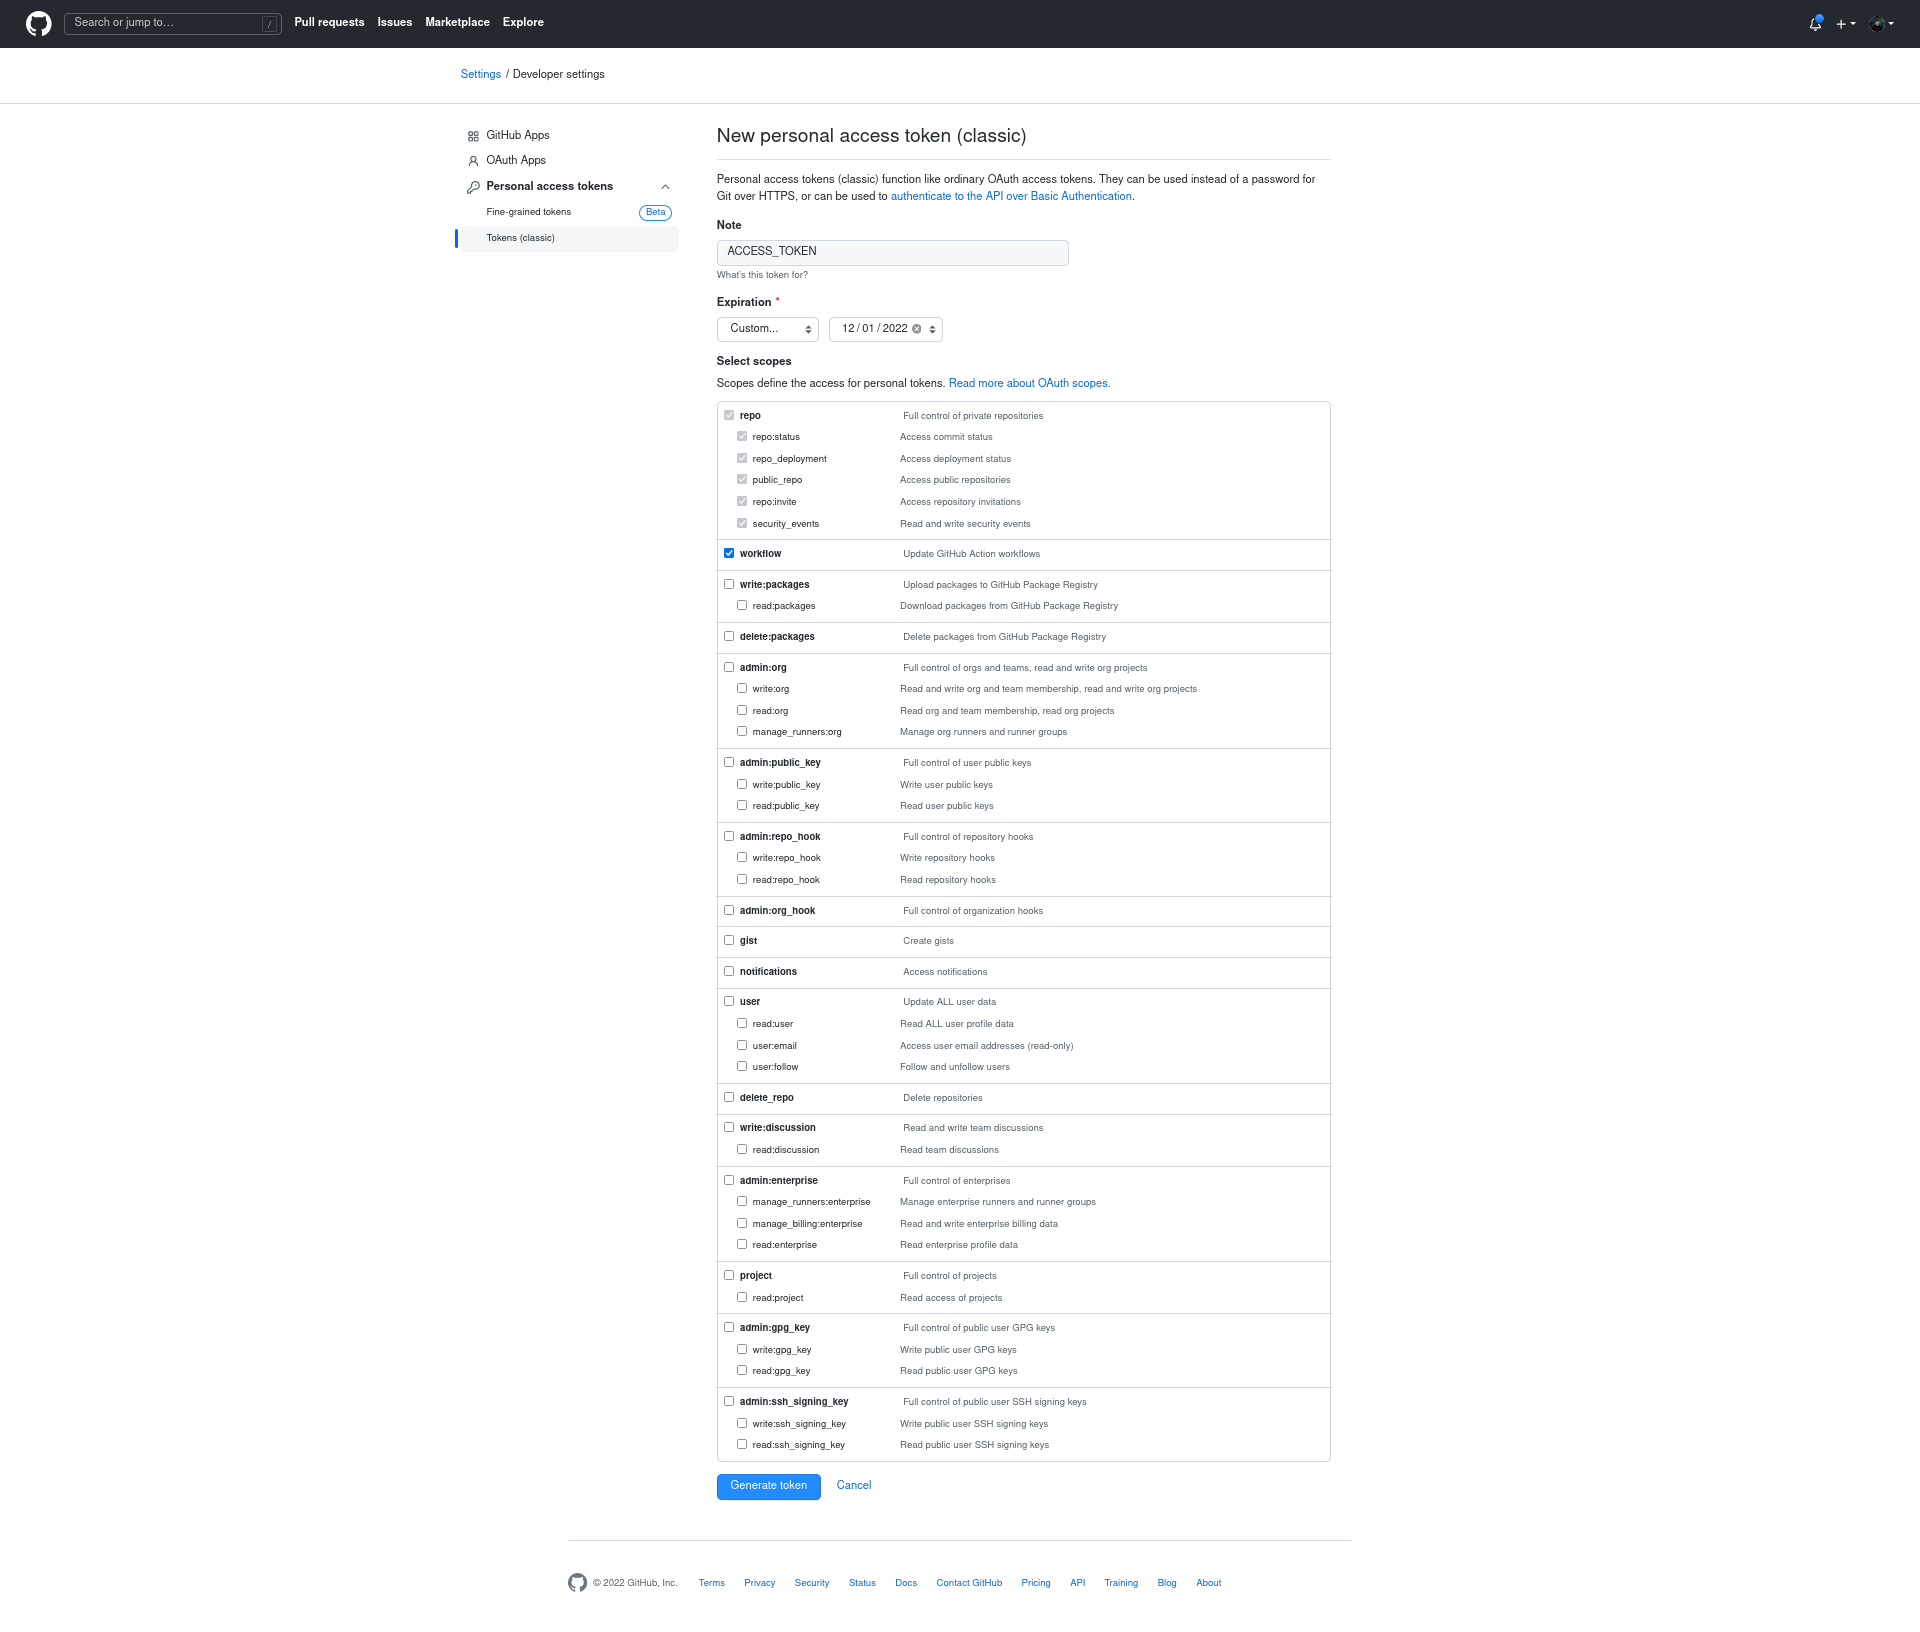 Search or jump to... / Pull requests Issues Marketplace Explore
Settings / Developer settings
GitHub Apps
OAuth Apps
Personal access tokens
Fine-grained tokens Beta
Tokens (classic)
New personal access token (classic)
Personal access tokens (classic) function like ordinary OAuth access tokens. They can be used instead of a password for
Git over HTTPS, or can be used to authenticate to the API over Basic Authentication.
Note
ACCESS_TOKEN
What's this token for?
Expiration *
Custom... 12 / 01 / 2022
Select scopes
Scopes define the access for personal tokens. Read more about OAuth scopes.
repo Full control of private repositories
repo:status Access commit status
repo_deployment Access deployment status
public_repo Access public repositories
repo:invite Access repository invitations
security_events Read and write security events
workflow Update GitHub Action workflows
write:packages Upload packages to GitHub Package Registry
read:packages Download packages from GitHub Package Registry
delete:packages Delete packages from GitHub Package Registry
admin:org Full control of orgs and teams, read and write org projects
write:org Read and write org and team membership, read and write org projects
read:org Read org and team membership, read org projects
manage_runners:org Manage org runners and runner groups
admin:public_key Full control of user public keys
write:public_key Write user public keys
read:public_key Read user public keys
admin:repo_hook Full control of repository hooks
write:repo_hook Write repository hooks
read:repo_hook Read repository hooks
admin:org_hook Full control of organization hooks
gist Create gists
notifications Access notifications
user Update ALL user data
read:user Read ALL user profile data
user:email Access user email addresses (read-only)
user:follow Follow and unfollow users
delete_repo Delete repositories
write:discussion Read and write team discussions
read:discussion Read team discussions
admin:enterprise Full control of enterprises
manage_runners:enterprise Manage enterprise runners and runner groups
manage_billing:enterprise Read and write enterprise billing data
read:enterprise Read enterprise profile data
project Full control of projects
read:project Read access of projects
admin:gpg_key Full control of public user GPG keys
write:gpg_key Write public user GPG keys
read:gpg_key Read public user GPG keys
admin:ssh_signing_key Full control of public user SSH signing keys
write:ssh_signing_key Write public user SSH signing keys
read:ssh_signing_key Read public user SSH signing keys
Generate token Cancel
© 2022 GitHub, Inc. Terms Privacy Security Status Docs Contact GitHub Pricing API Training Blog About